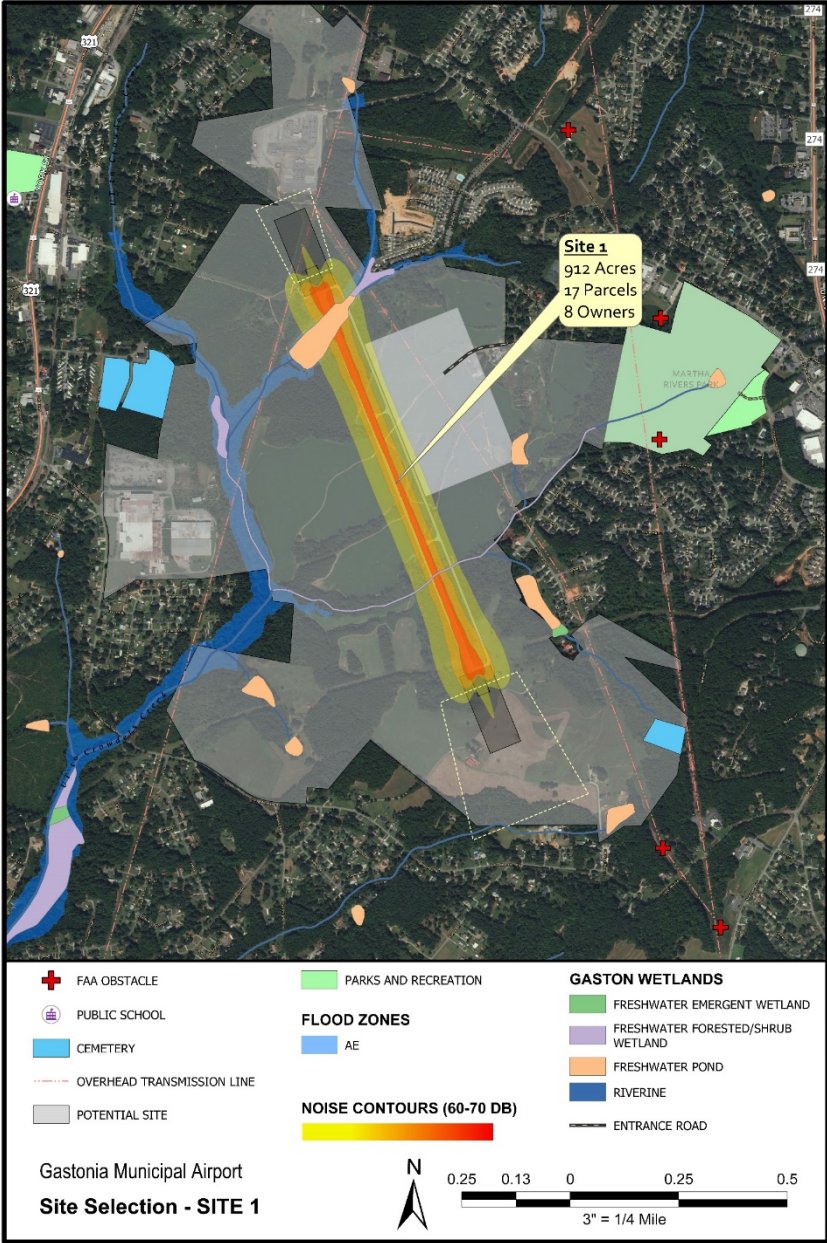 274
321
274
Site 1
912 Acres
17 Parcels
8 Owners
274
321
MARTHA
RIVERS PARK
FAA OBSTACLE
PUBLIC SCHOOL
CEMETERY
OVERHEAD TRANSMISSION LINE
POTENTIAL SITE
PARKS AND RECREATION
FLOOD ZONES
AE
NOISE CONTOURS (60-70 DB)
GASTON WETLANDS
FRESHWATER EMERGENT WETLAND
FRESHWATER FORESTED/SHRUB
WETLAND
FRESHWATER POND
RIVERINE
ENTRANCE ROAD
Gastonia Municipal Airport
Site Selection - SITE 1
N
0.25 0.13 0 0.25 0.5
3" = 1/4 Mile